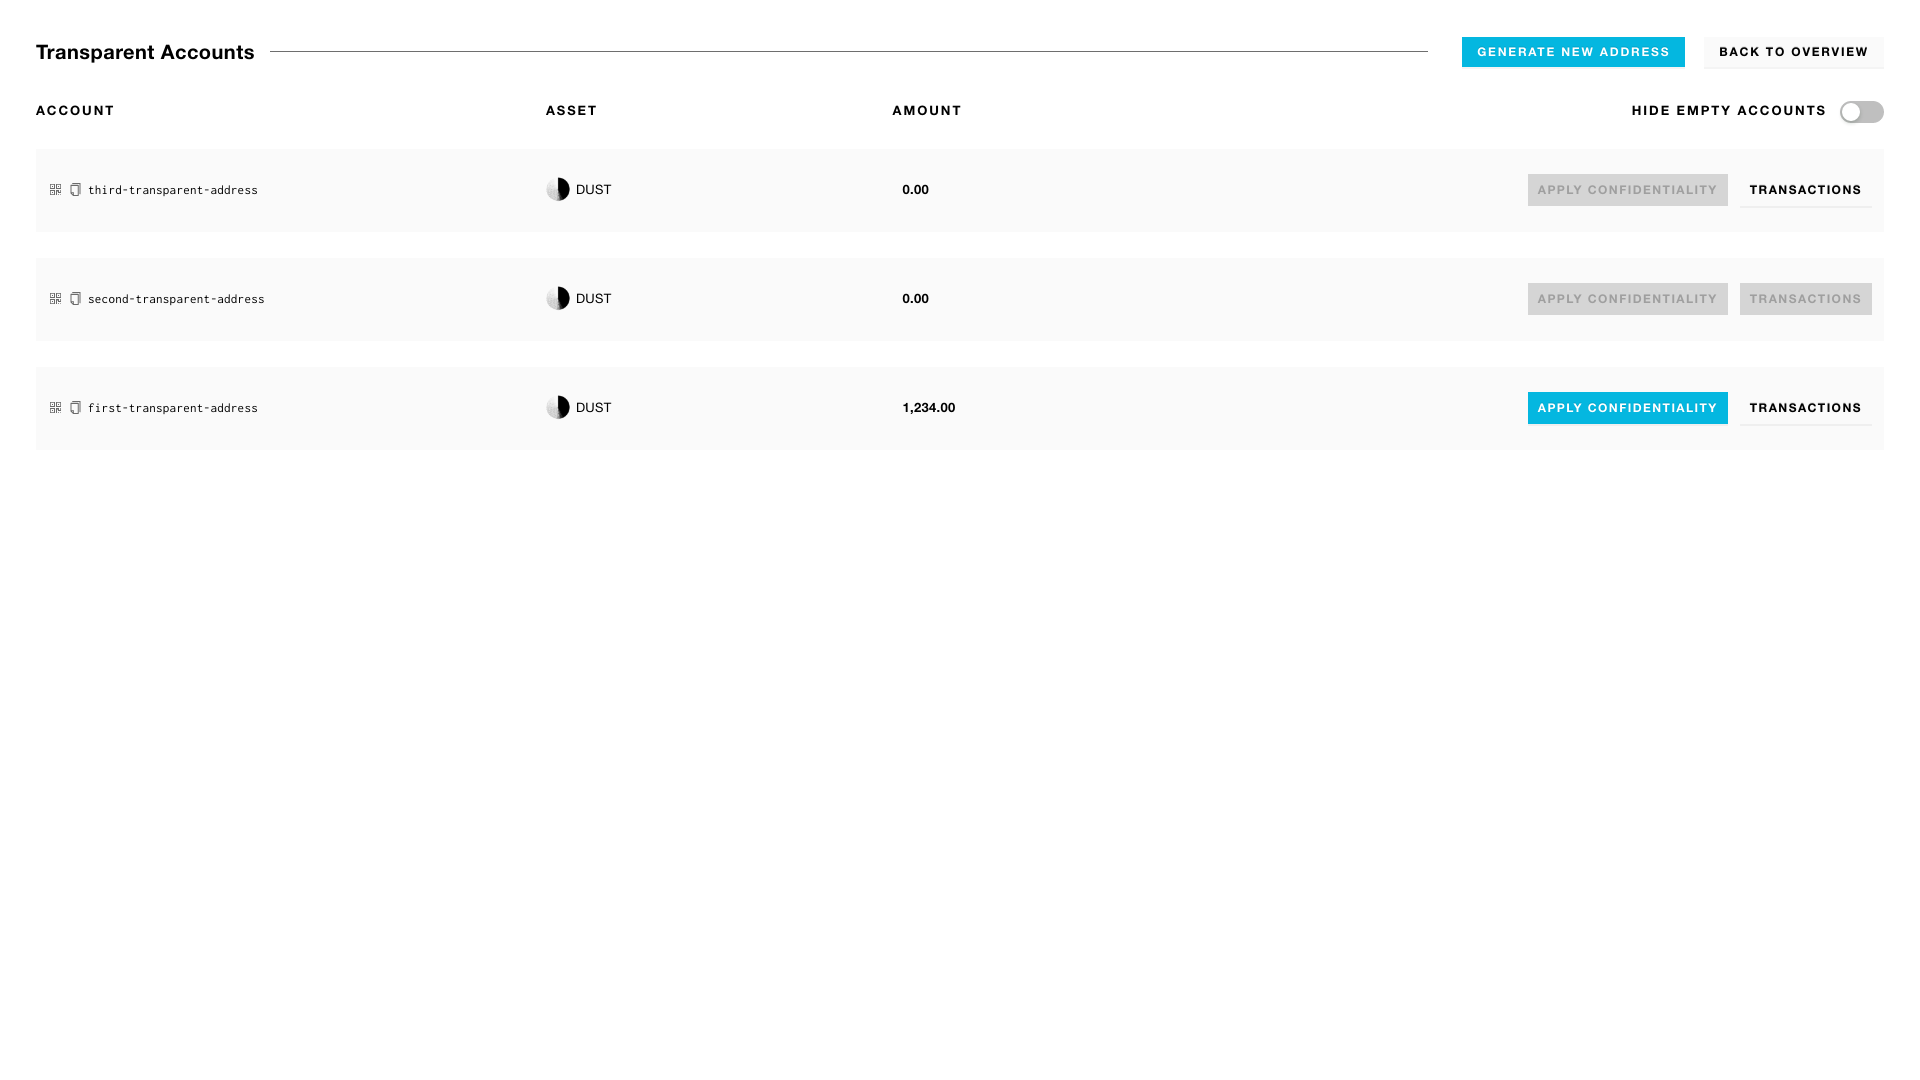 Transparent Accounts GENERATE NEW ADDRESS BACK TO OVERVIEW
ACCOUNT ASSET AMOUNT HIDE EMPTY ACCOUNTS
third-transparent-address DUST 0.00 APPLY CONFIDENTIALITY TRANSACTIONS
second-transparent-address DUST 0.00 APPLY CONFIDENTIALITY TRANSACTIONS
first-transparent-address DUST 1,234.00 APPLY CONFIDENTIALITY TRANSACTIONS